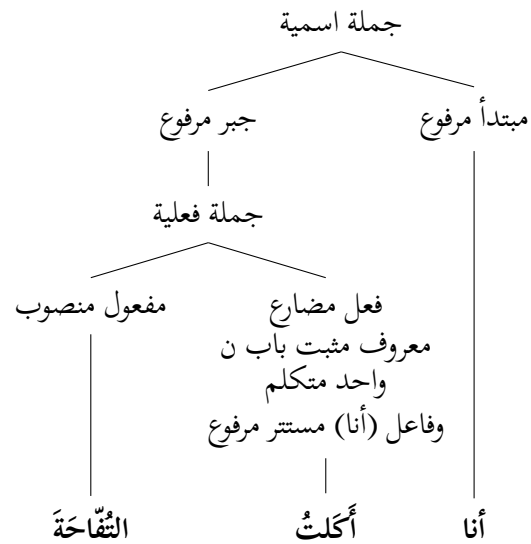 جملة اسمية
مبتدأ مرفوع
جبر مرفوع
جملة فعلية
فعل مضارع
معروف مثبت باب ن
واحد متكلم
وفاعل (أنا) مستتر مرفوع
مفعول منصوب
أنا
أَكَلتُ
التُفّاحَةَ